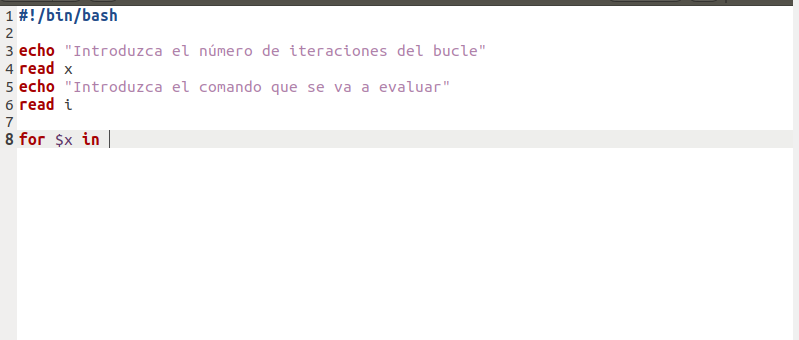 1 #!/bin/bash
2
3 echo "Introduzca el número de iteraciones del bucle"
4 read x
5 echo "Introduzca el comando que se va a evaluar"
6 read i
7
8 for $x in